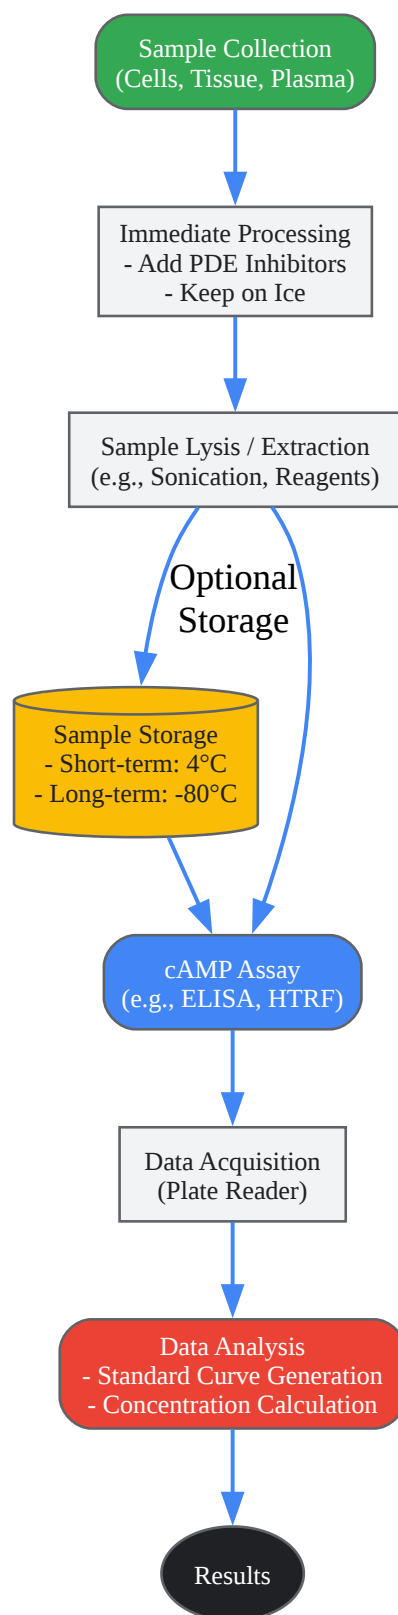 Sample Collection
(Cells, Tissue, Plasma)
Immediate Processing
- Add PDE Inhibitors
- Keep on Ice
Sample Lysis / Extraction
(e.g., Sonication, Reagents)
Optional
Storage
Sample Storage
- Short-term: 4°C
- Long-term: -80°C
cAMP Assay
(e.g., ELISA, HTRF)
Data Acquisition
(Plate Reader)
Data Analysis
- Standard Curve Generation
- Concentration Calculation
Results